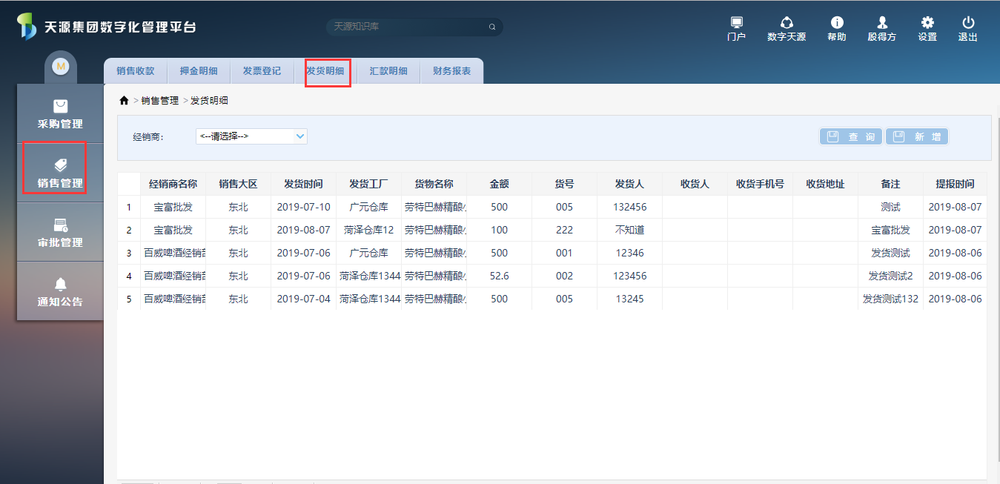 天源集团数字化管理平台
天源知识库
门户 数字天源 帮助 殷得方 设置 退出
M
销售收款 押金明细 发票登记 发货明细 汇款明细 财务报表
采购管理
销售管理
审批管理
通知公告
> 销售管理 > 发货明细
经销商: <--请选择--> 查 询 新 增
经销商名称 销售大区 发货时间 发货工厂 货物名称 金额 货号 发货人 收货人 收货手机号 收货地址 备注 提报时间
1 宝富批发 东北 2019-07-10 广元仓库 劳特巴赫精酿 500 005 132456 测试 2019-08-07
2 宝富批发 东北 2019-08-07 菏泽仓库12 劳特巴赫精酿 100 222 不知道 宝富批发 2019-08-07
3 百威啤酒经销 东北 2019-07-06 广元仓库 劳特巴赫精酿 500 001 12346 发货测试 2019-08-06
4 百威啤酒经销 东北 2019-07-06 菏泽仓库1344 劳特巴赫精酿 52.6 002 123456 发货测试2 2019-08-06
5 百威啤酒经销 东北 2019-07-04 菏泽仓库1344 劳特巴赫精酿 500 005 13245 发货测试132 2019-08-06